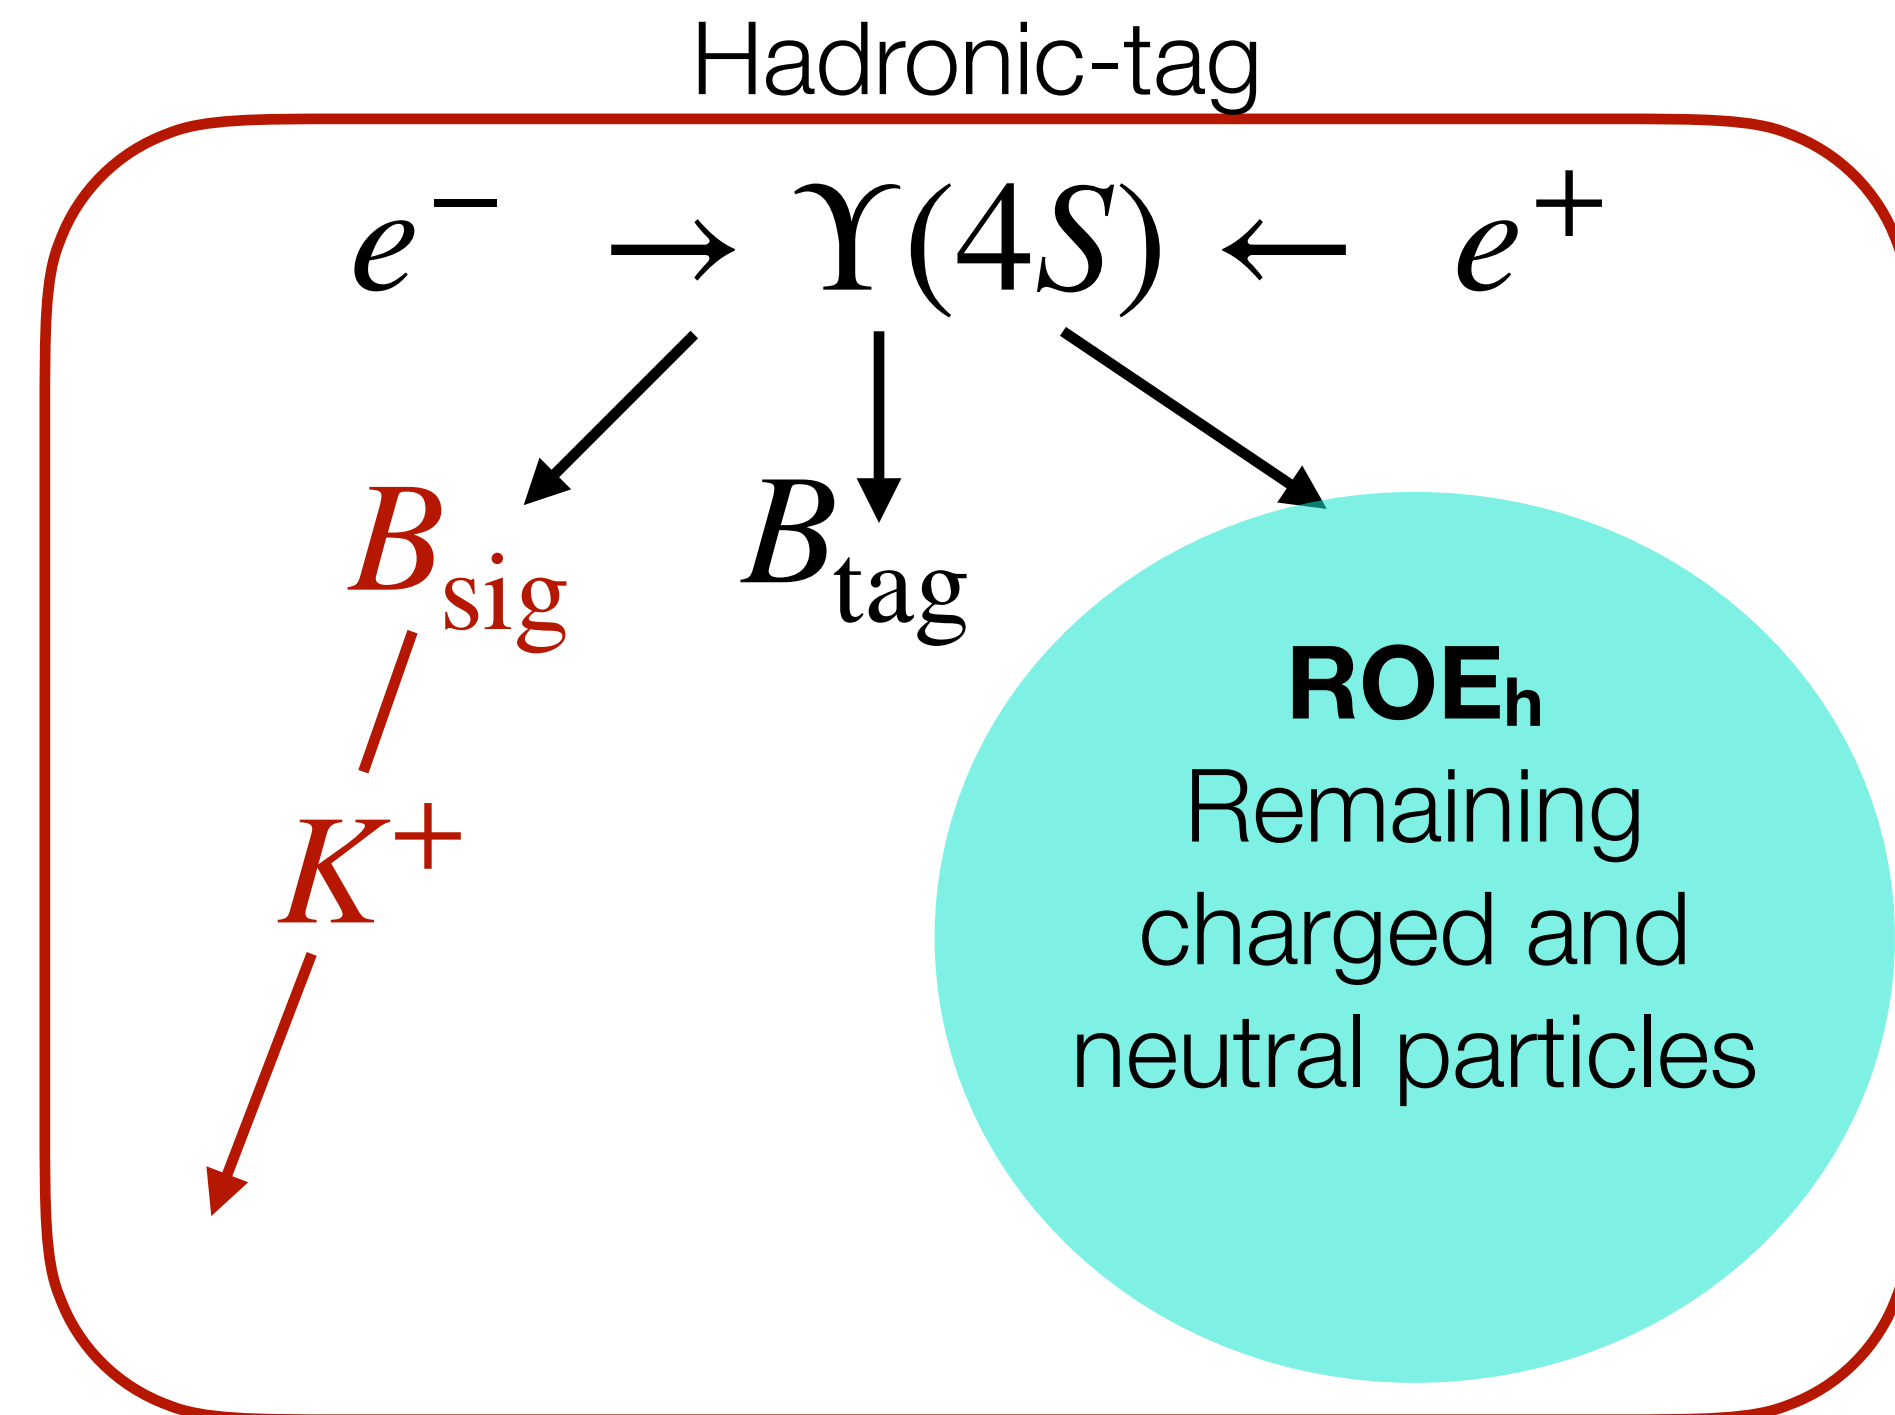 Hadronic-tag
e⁻ → ϒ(4S) ← e⁺
B_sig B_tag
ROE_h
Remaining
K⁺
charged and
neutral particles